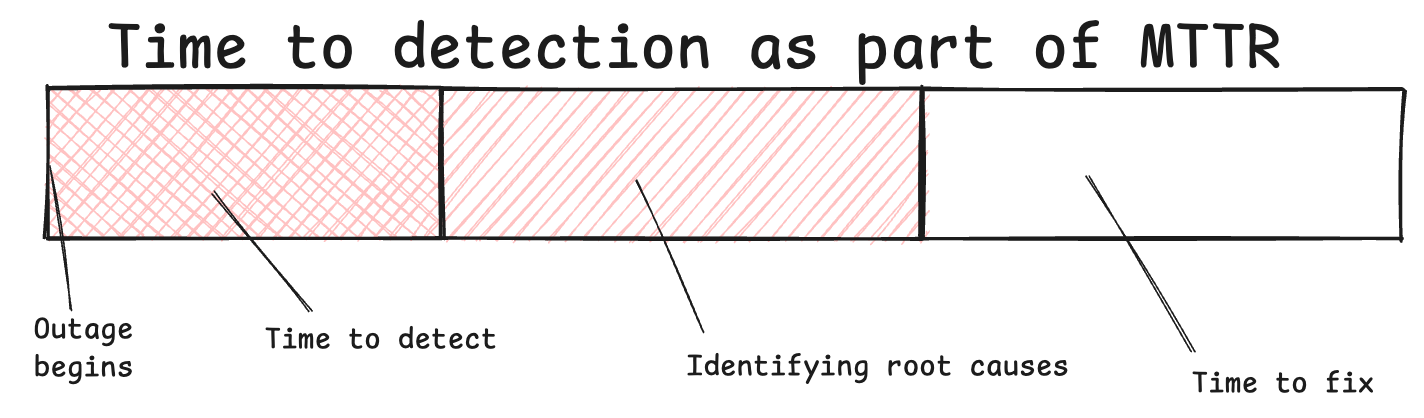 Time to detection as part of MTTR
Outage
begins
Time to detect
Identifying root causes
Time to fix